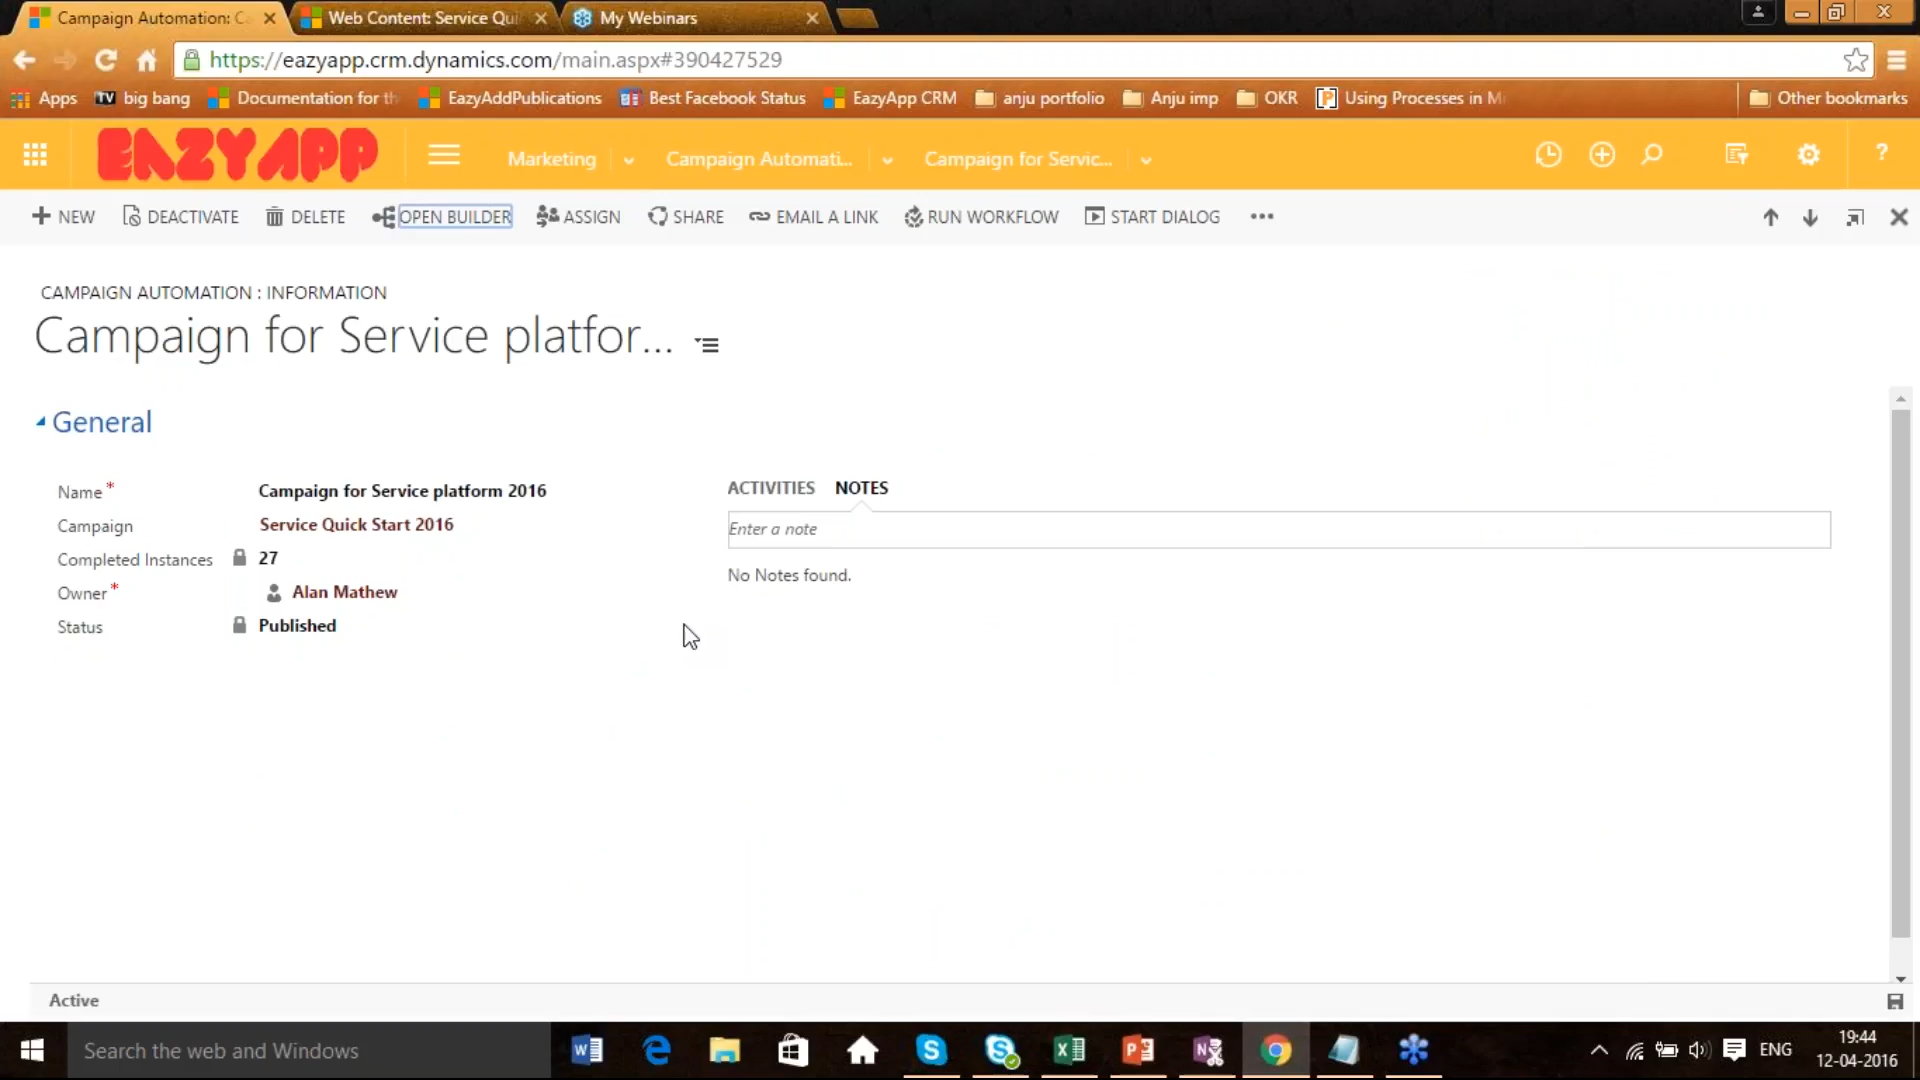 Campaign Automation: C
Web Content: Service Qui
My Webinars
https://eazyapp.crm.dynamics.com/main.aspx#390427529
Apps
TV big bang
Documentation for th
EazyAddPublications
Best Facebook Status
EazyApp CRM
anju portfolio
Anju imp
OKR
Using Processes in M
Other bookmarks
EAZYAPP
Marketing
Campaign Automati...
Campaign for Servic...
?
NEW
DEACTIVATE
DELETE
OPEN BUILDER
ASSIGN
SHARE
EMAIL A LINK
RUN WORKFLOW
START DIALOG
CAMPAIGN AUTOMATION : INFORMATION
Campaign for Service platfor...
General
Name * Campaign for Service platform 2016
Campaign Service Quick Start 2016
Completed Instances 27
Owner * Alan Mathew
Status Published
ACTIVITIES NOTES
Enter a note
No Notes found.
Active
Search the web and Windows
ENG
19:44
12-04-2016